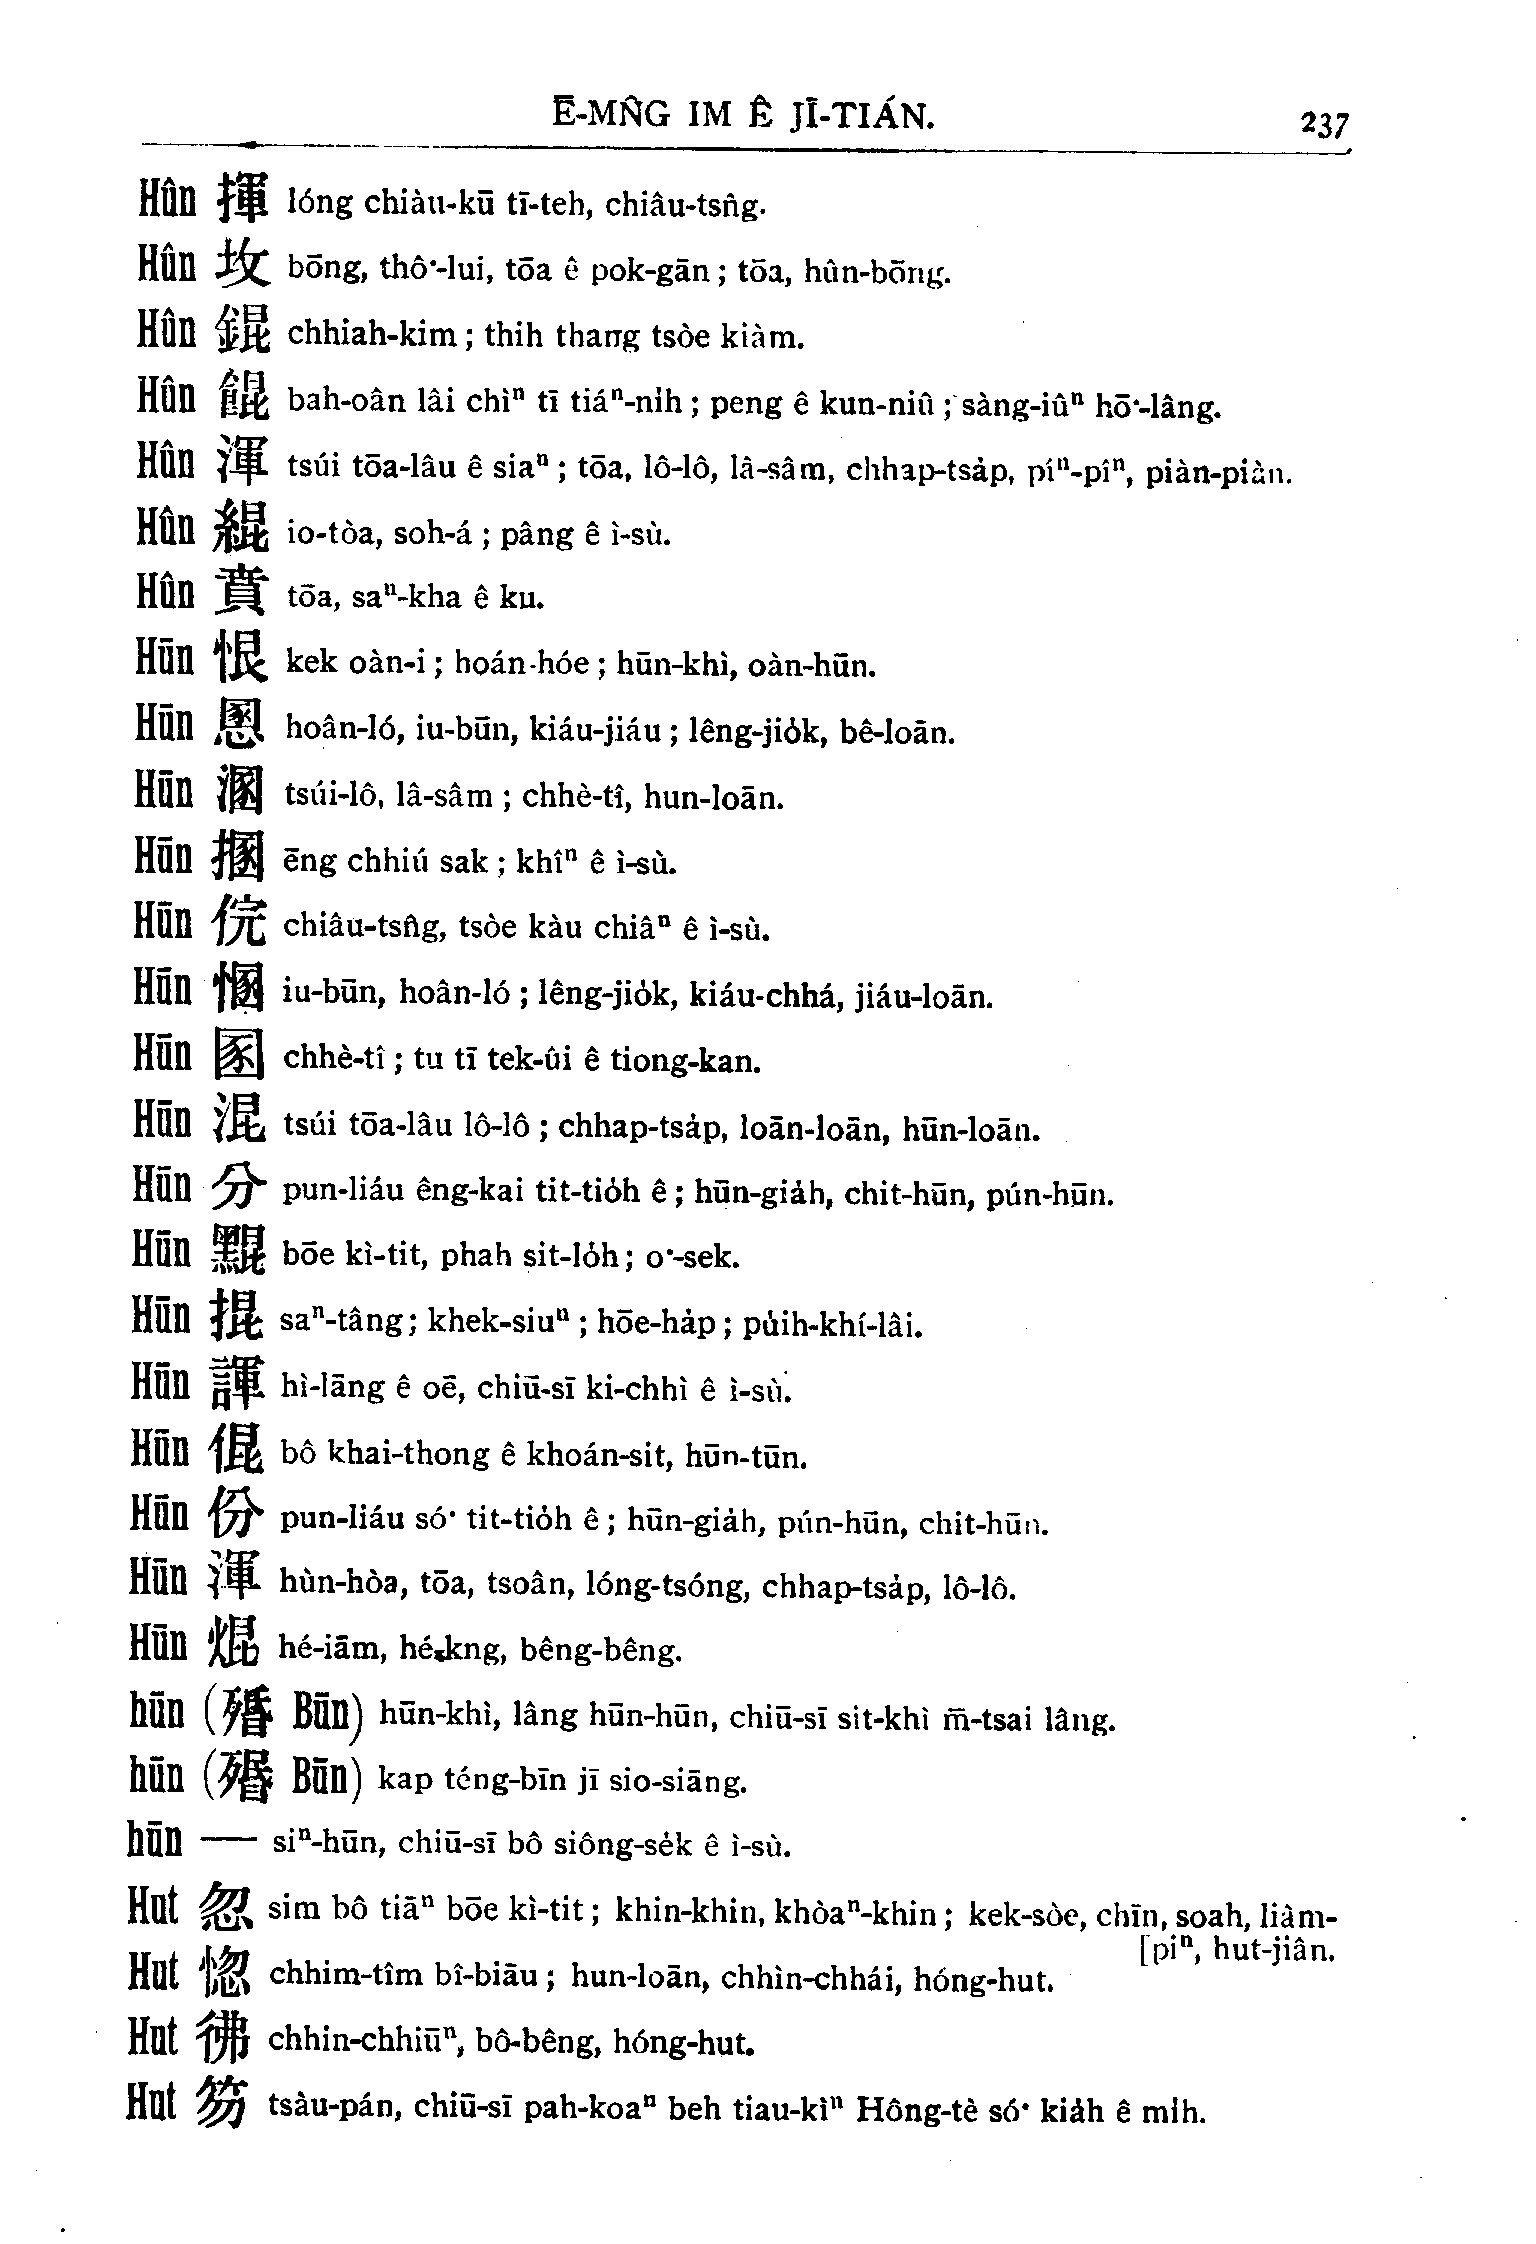 Ē-MN̂G IM Ê JĪ-TIÁN.
237
Hûn 揮 lóng chiàu-kū tī-teh, chiâu-tsn̂g.
Hûn 坟 bōng, thô͘-lui, tōa ê pok-gān; tōa, hûn-bōng.
Hûn 錕 chhiah-kim; thih thang tsòe kiàm.
Hûn 餛 bah-oân lâi chìⁿ tī tiáⁿ-ni̍h; peng ê kun-niû; sàng-iûⁿ hō͘-lâng.
Hûn 渾 tsúi tōa-lâu ê siaⁿ; tōa, lô-lô, lâ-sâm, chhap-tsa̍p, píⁿ-pîⁿ, piàn-piàn.
Hûn 緄 io-tòa, soh-á; pâng ê ì-sù.
Hûn 賁 tōa, saⁿ-kha ê ku.
Hūn 恨 kek oàn-i; hoán-hóe; hūn-khì, oàn-hūn.
Hūn 慁 hoân-ló, iu-būn, kiáu-jiáu; lêng-jio̍k, bê-loān.
Hūn 溷 tsúi-lô, lâ-sâm; chhè-tî, hun-loān.
Hūn 掍 ēng chhiú sak; khîⁿ ê ì-sù.
Hūn 俒 chiâu-tsn̂g, tsòe kàu chiâⁿ ê ì-sù.
Hūn 惃 iu-būn, hoân-ló; lêng-jio̍k, kiáu-chhá, jiáu-loān.
Hūn 圂 chhè-tî; tu tī tek-ûi ê tiong-kan.
Hūn 混 tsúi tōa-lâu lô-lô; chhap-tsa̍p, loān-loān, hūn-loān.
Hūn 分 pun-liáu êng-kai tit-tio̍h ê; hūn-gia̍h, chit-hūn, pún-hūn.
Hūn bōe kì-tit, phah sit-lo̍h; o͘-sek.
Hūn 掍 saⁿ-tâng; khek-siuⁿ; hōe-ha̍p; pu̍ih-khí-lâi.
Hūn 諢 hì-lāng ê oē, chiū-sī ki-chhì ê ì-sù.
Hūn 倱 bô khai-thong ê khoán-sit, hūn-tūn.
Hūn 份 pun-liáu só͘ tit-tio̍h ê; hūn-gia̍h, pún-hūn, chit-hūn.
Hūn 渾 hùn-hòa, tōa, tsoân, lóng-tsóng, chhap-tsa̍p, lô-lô.
Hūn 焜 hé-iām, hé-kng, bêng-bêng.
hūn (殙 Būn) hūn-khì, lâng hūn-hūn, chiū-sī sit-khì m̄-tsai lâng.
hūn (殙 Būn) kap téng-bīn jī sio-siāng.
hūn — siⁿ-hūn, chiū-sī bô siông-se̍k ê ì-sù.
Hut 忽 sim bô tiāⁿ bōe kì-tit; khin-khin, khòaⁿ-khin; kek-sòe, chīn, soah, liàm-
[piⁿ, hut-jiân.
Hut 惚 chhim-tîm bî-biāu; hun-loān, chhìn-chhái, hóng-hut.
Hut 彿 chhin-chhiūⁿ, bô-bêng, hóng-hut.
Hut 笏 tsàu-pán, chiū-sī pah-koaⁿ beh tiau-kìⁿ Hông-tè só͘ kia̍h ê mi̍h.